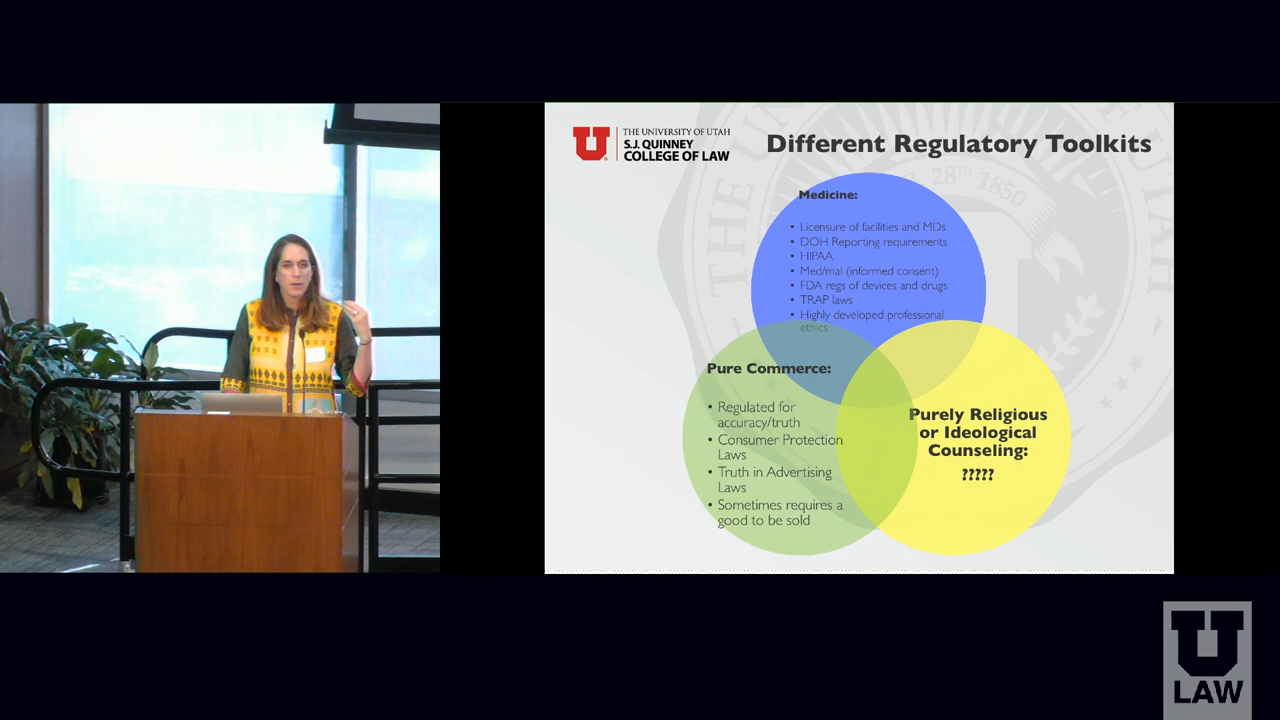 THE UNIVERSITY OF UTAH
S.J. QUINNEY
COLLEGE OF LAW
Different Regulatory Toolkits
28TH 1850
Medicine:
• Licensure of facilities and MDs
• DOH Reporting requirements
• HIPAA
• Med/mal (informed consent)
• FDA regs of devices and drugs
• TRAP laws
• Highly developed professional
ethics
Pure Commerce:
• Regulated for
accuracy/truth
• Consumer Protection
Laws
• Truth in Advertising
Laws
• Sometimes requires a
good to be sold
Purely Religious
or Ideological
Counseling:
?????
U
LAW